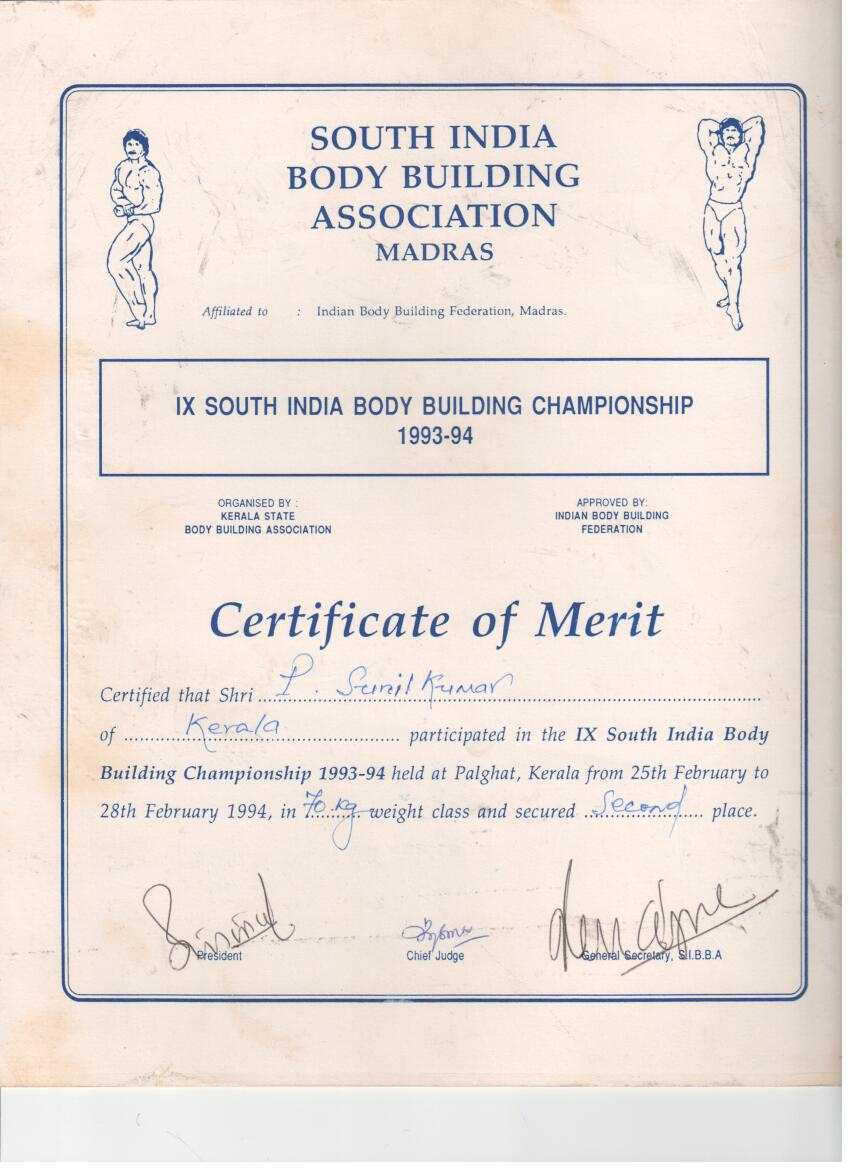 SOUTH INDIA
BODY BUILDING
ASSOCIATION
MADRAS
Affiliated to : Indian Body Building Federation, Madras.
IX SOUTH INDIA BODY BUILDING CHAMPIONSHIP
1993-94
ORGANISED BY :
KERALA STATE
BODY BUILDING ASSOCIATION
APPROVED BY:
INDIAN BODY BUILDING
FEDERATION
Certificate of Merit
Certified that Shri P. Sunil Kumar
of Kerala participated in the IX South India Body
Building Championship 1993-94 held at Palghat, Kerala from 25th February to
28th February 1994, in 70 kg weight class and secured Second place.
President
Chief Judge
General Secretary, S.I.B.B.A